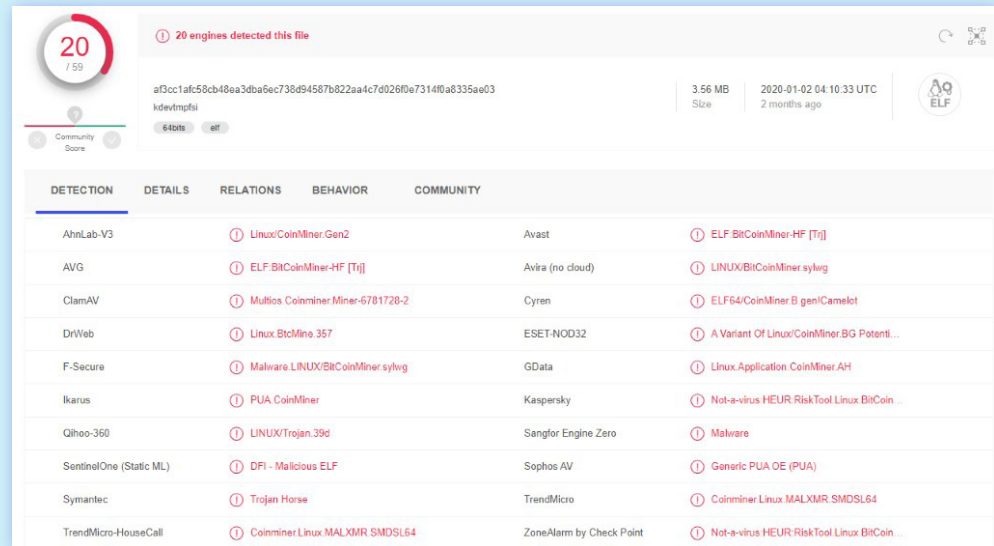 20
/ 59
Community
Score
20 engines detected this file
af3cc1afc58cb48ea3dba6ec738d94587b822aa4c7d026f0e7314f0a8335ae03
kdevtmpfsi
64bits elf
3.56 MB
Size
2020-01-02 04:10:33 UTC
2 months ago
ELF
DETECTION DETAILS RELATIONS BEHAVIOR COMMUNITY
AhnLab-V3 Linux/CoinMiner.Gen2 Avast ELF:BitCoinMiner-HF [Trj]
AVG ELF:BitCoinMiner-HF [Trj] Avira (no cloud) LINUX/BitCoinMiner.sylwg
ClamAV Multios.Coinminer.Miner-6781728-2 Cyren ELF64/CoinMiner.B.gen!Camelot
DrWeb Linux.BtcMine.357 ESET-NOD32 A Variant Of Linux/CoinMiner.BG Potenti...
F-Secure Malware.LINUX/BitCoinMiner.sylwg GData Linux.Application.CoinMiner.AH
Ikarus PUA.CoinMiner Kaspersky Not-a-virus:HEUR:RiskTool.Linux.BitCoin...
Qihoo-360 LINUX/Trojan.39d Sangfor Engine Zero Malware
SentinelOne (Static ML) DFI - Malicious ELF Sophos AV Generic PUA OE (PUA)
Symantec Trojan Horse TrendMicro Coinminer.Linux.MALXMR.SMDSL64
TrendMicro-HouseCall Coinminer.Linux.MALXMR.SMDSL64 ZoneAlarm by Check Point Not-a-virus:HEUR:RiskTool.Linux.BitCoin...